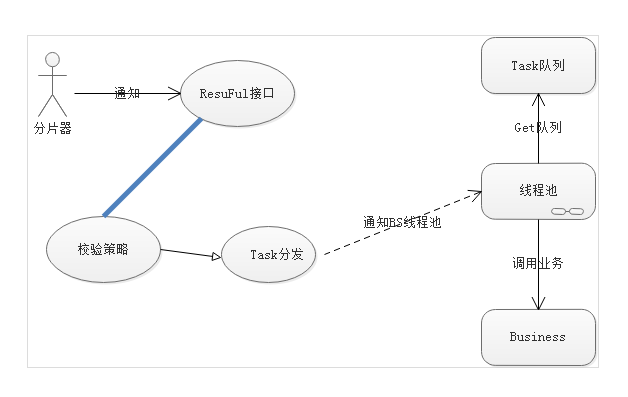 Task队列
通知
ResuFul接口
分片器
Get队列
线程池
通知BS线程池
校验策略
Task分发
调用业务
Business